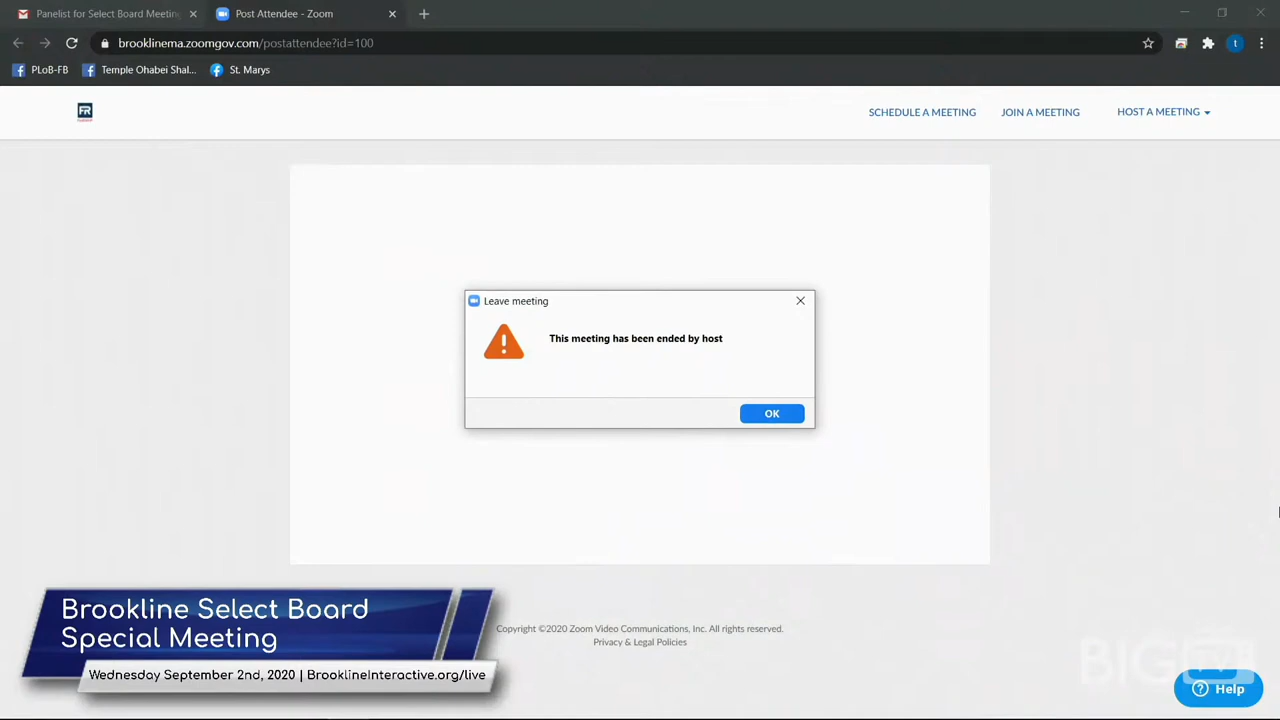 Panelist for Select Board Meeting
Post Attendee - Zoom
brooklinema.zoomgov.com/postattendee?id=100
t
PLoB-FB
Temple Ohabei Shal...
St. Marys
FR
SCHEDULE A MEETING
JOIN A MEETING
HOST A MEETING
Leave meeting
This meeting has been ended by host
OK
Brookline Select Board
Special Meeting
Wednesday September 2nd, 2020 | BrooklineInteractive.org/live
Copyright ©2020 Zoom Video Communications, Inc. All rights reserved.
Privacy & Legal Policies
BIG TV
Help